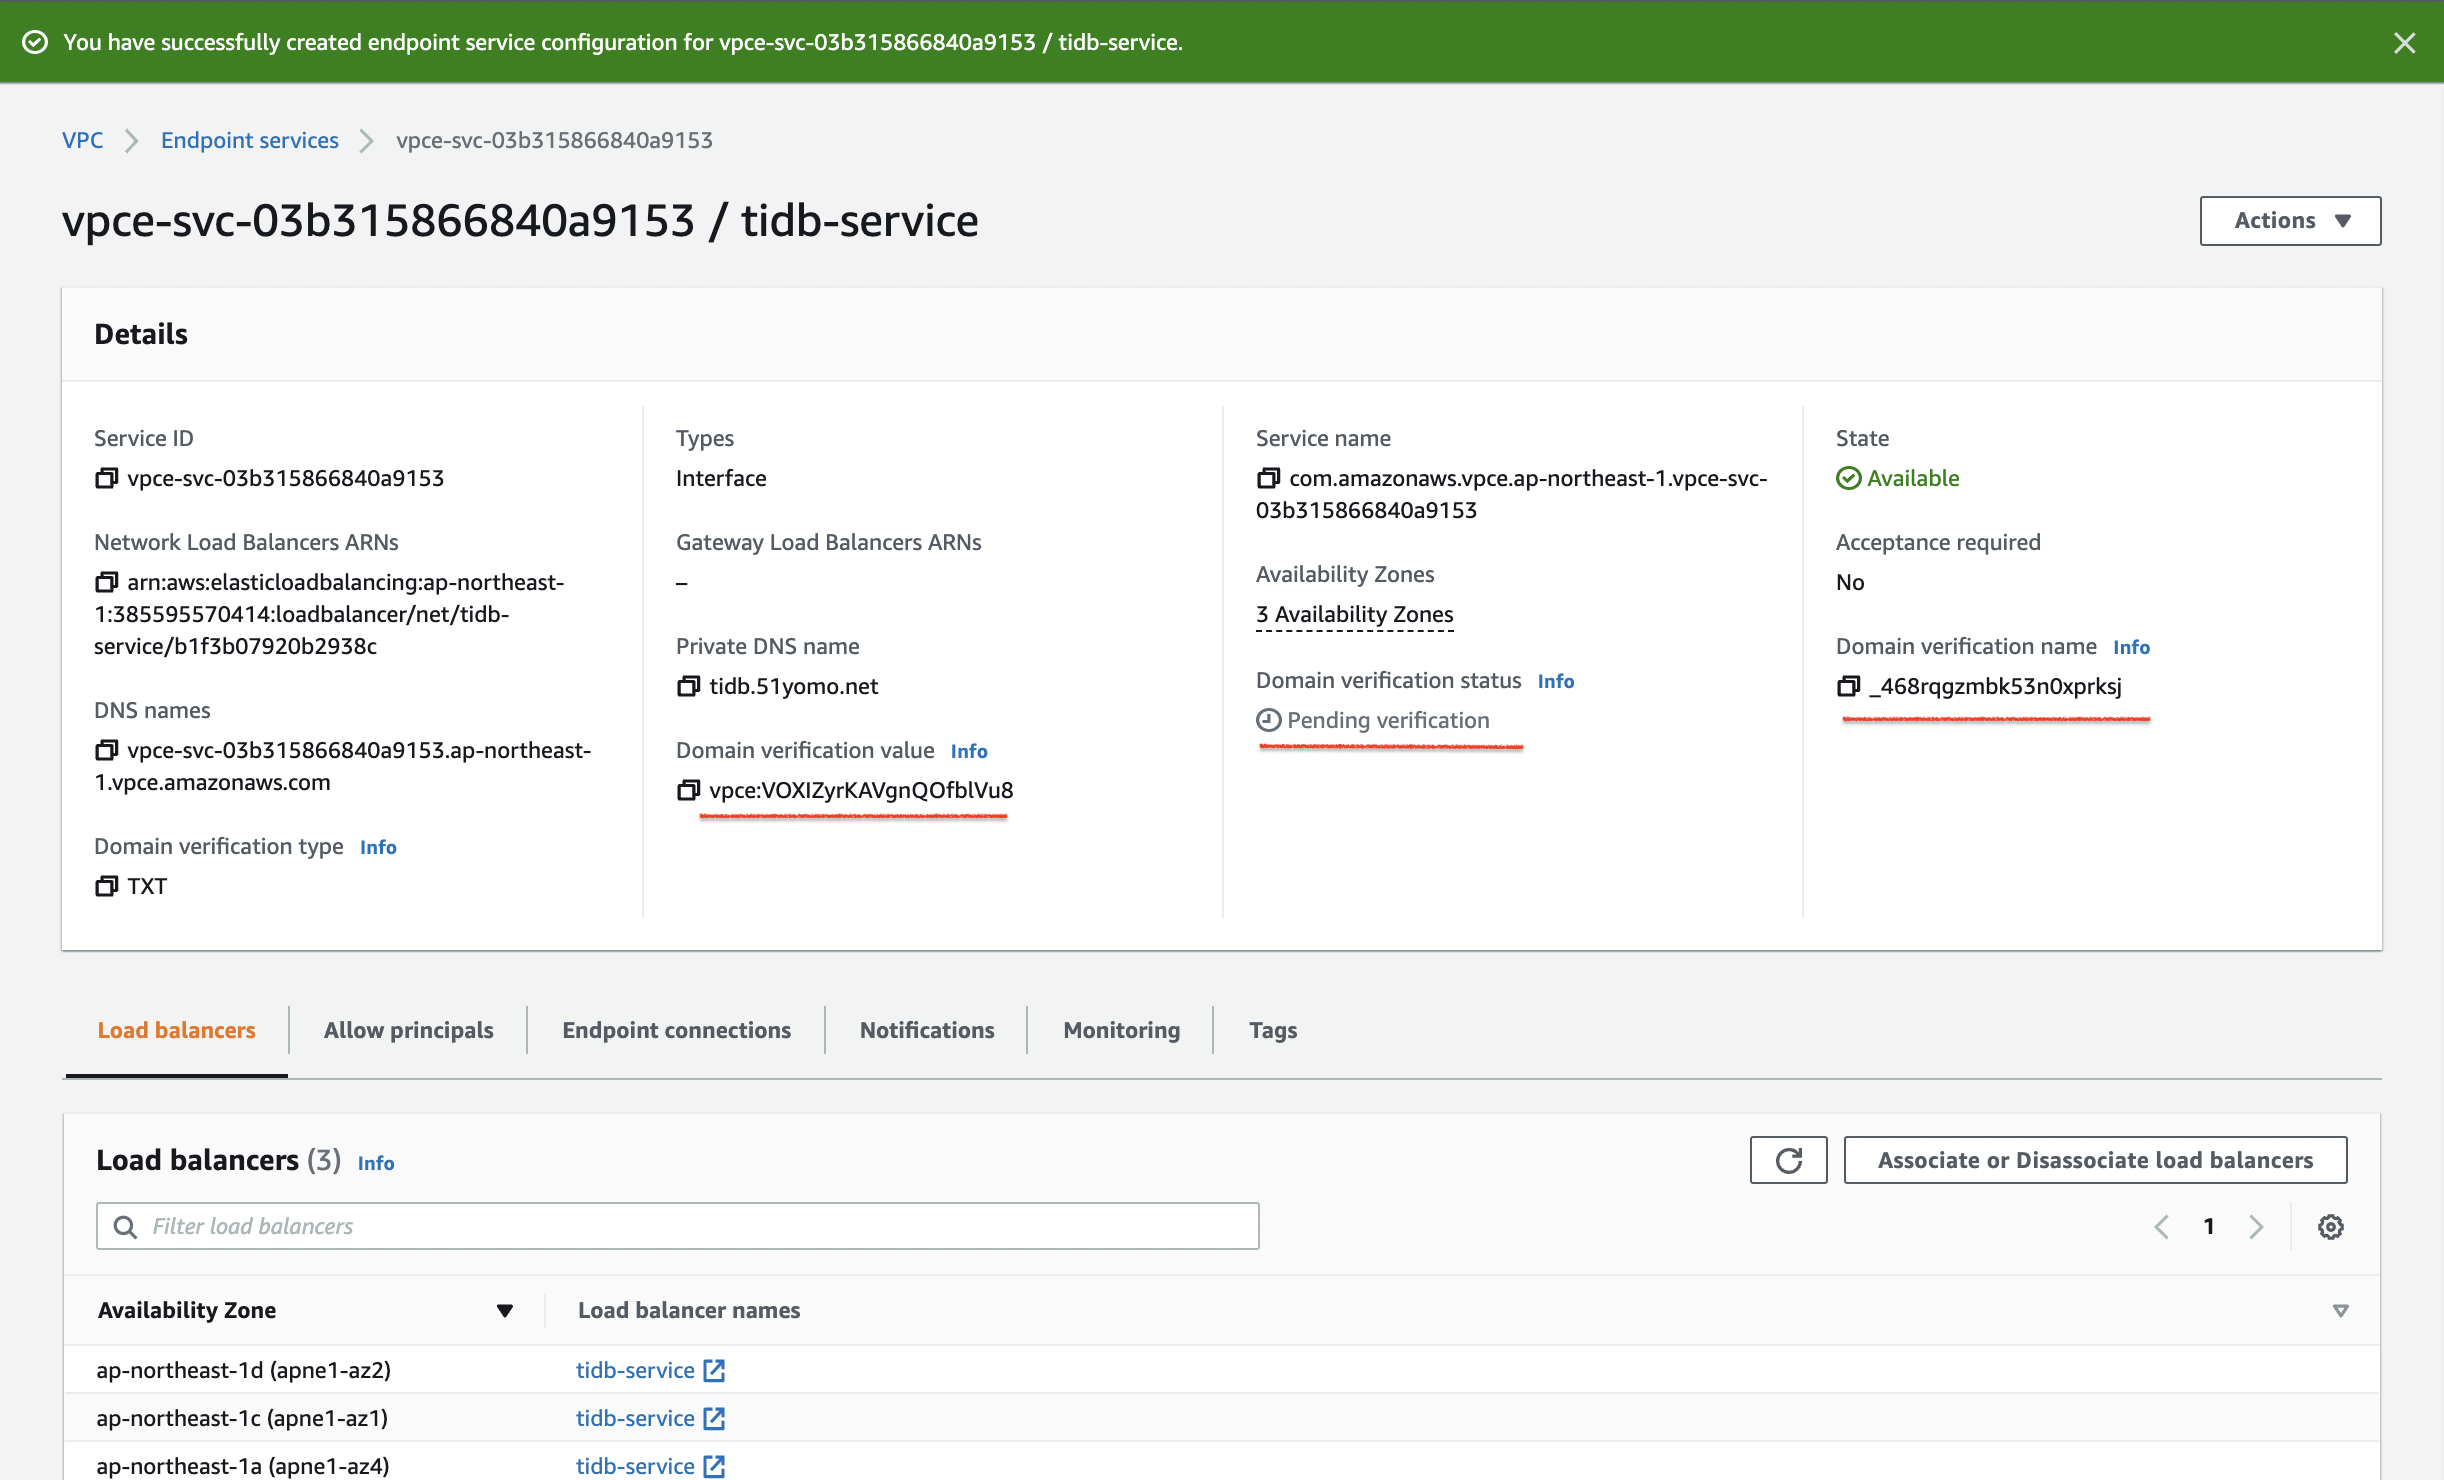 You have successfully created endpoint service configuration for vpce-svc-03b315866840a9153 / tidb-service.
VPC
Endpoint services
vpce-svc-03b315866840a9153
vpce-svc-03b315866840a9153 / tidb-service
Actions
Details
Service ID
vpce-svc-03b315866840a9153
Network Load Balancers ARNs
arn:aws:elasticloadbalancing:ap-northeast-
1:385595570414:loadbalancer/net/tidb-
service/b1f3b07920b2938c
DNS names
vpce-svc-03b315866840a9153.ap-northeast-
1.vpce.amazonaws.com
Domain verification type Info
TXT
Types
Interface
Gateway Load Balancers ARNs
–
Private DNS name
tidb.51yomo.net
Domain verification value Info
vpce:VOXIZyrKAVgnQOfblVu8
Service name
com.amazonaws.vpce.ap-northeast-1.vpce-svc-
03b315866840a9153
Availability Zones
3 Availability Zones
Domain verification status Info
Pending verification
State
Available
Acceptance required
No
Domain verification name Info
_468rqgzmbk53n0xprksj
Load balancers
Allow principals
Endpoint connections
Notifications
Monitoring
Tags
Load balancers (3) Info
Associate or Disassociate load balancers
Filter load balancers
1
Availability Zone
Load balancer names
ap-northeast-1d (apne1-az2)
tidb-service
ap-northeast-1c (apne1-az1)
tidb-service
ap-northeast-1a (apne1-az4)
tidb-service